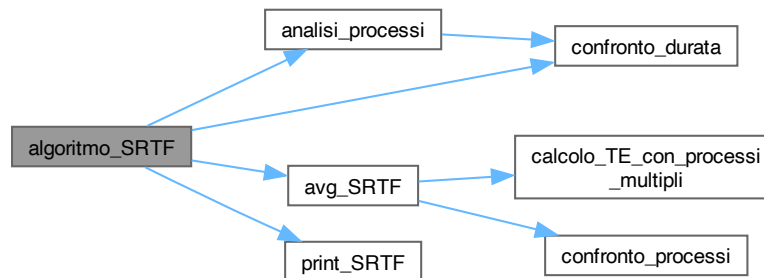 analisi_processi
confronto_durata
algoritmo_SRTF
calcolo_TE_con_processi
_multipli
avg_SRTF
confronto_processi
print_SRTF